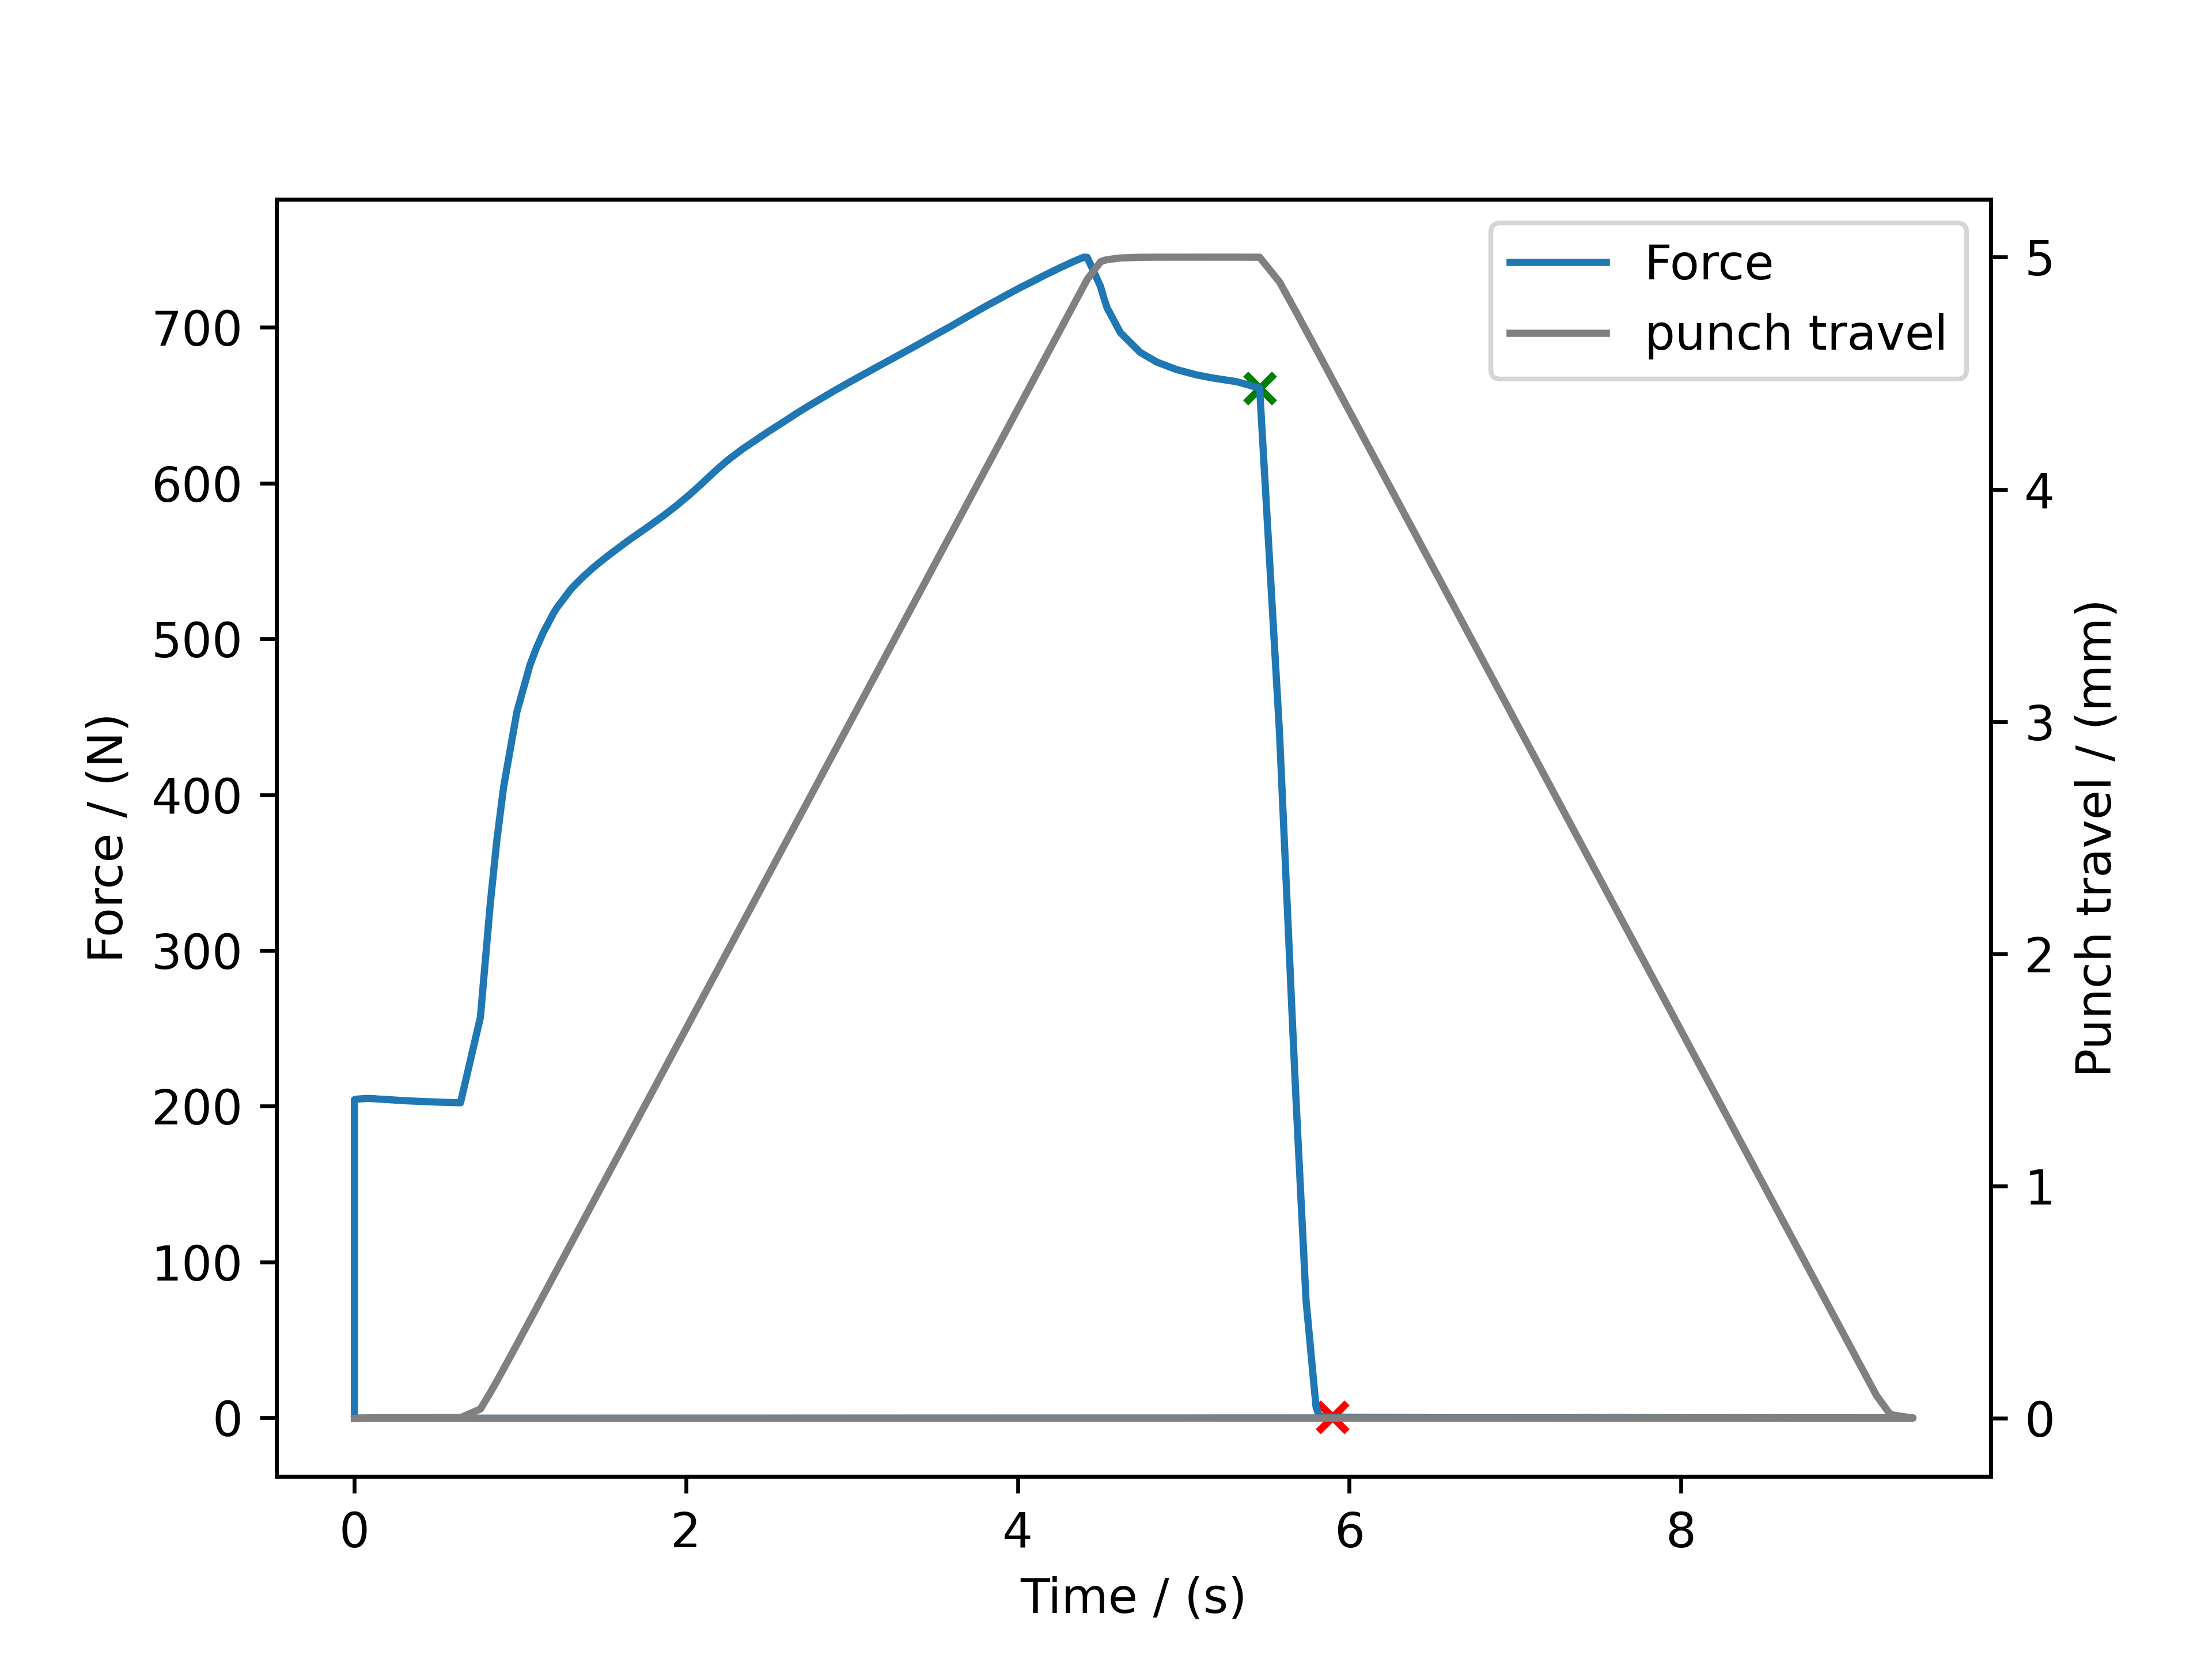 Force
punch travel
700
600
500
400
300
200
100
0
Force / (N)
5
4
3
2
1
0
Punch travel / (mm)
0 2 4 6 8
Time / (s)